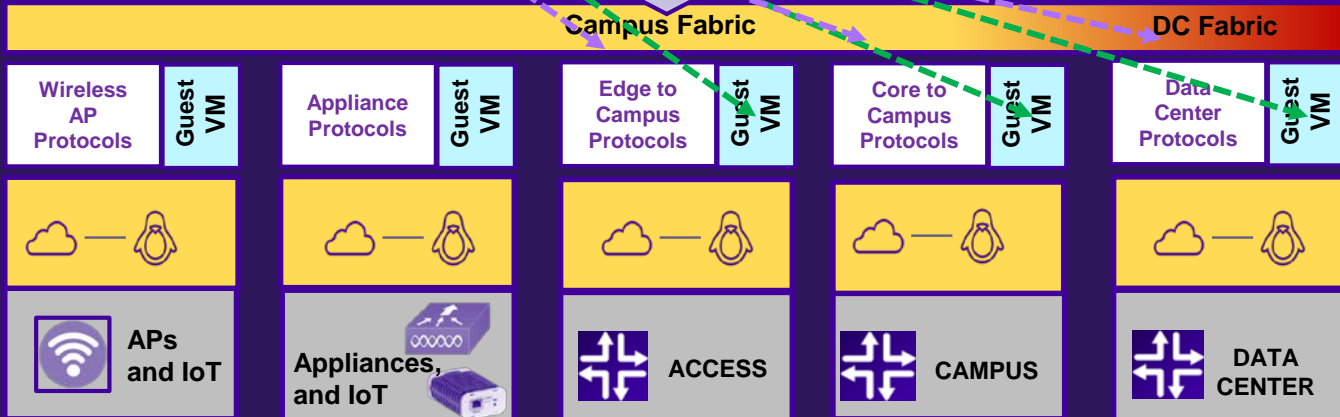 Campus Fabric
DC Fabric
Wireless
AP
Protocols
Guest
VM
Appliance
Protocols
Guest
VM
Edge to
Campus
Protocols
Guest
VM
Core to
Campus
Protocols
Guest
VM
Data
Center
Protocols
Guest
VM
APs
and IoT
Appliances,
and IoT
ACCESS
CAMPUS
DATA
CENTER